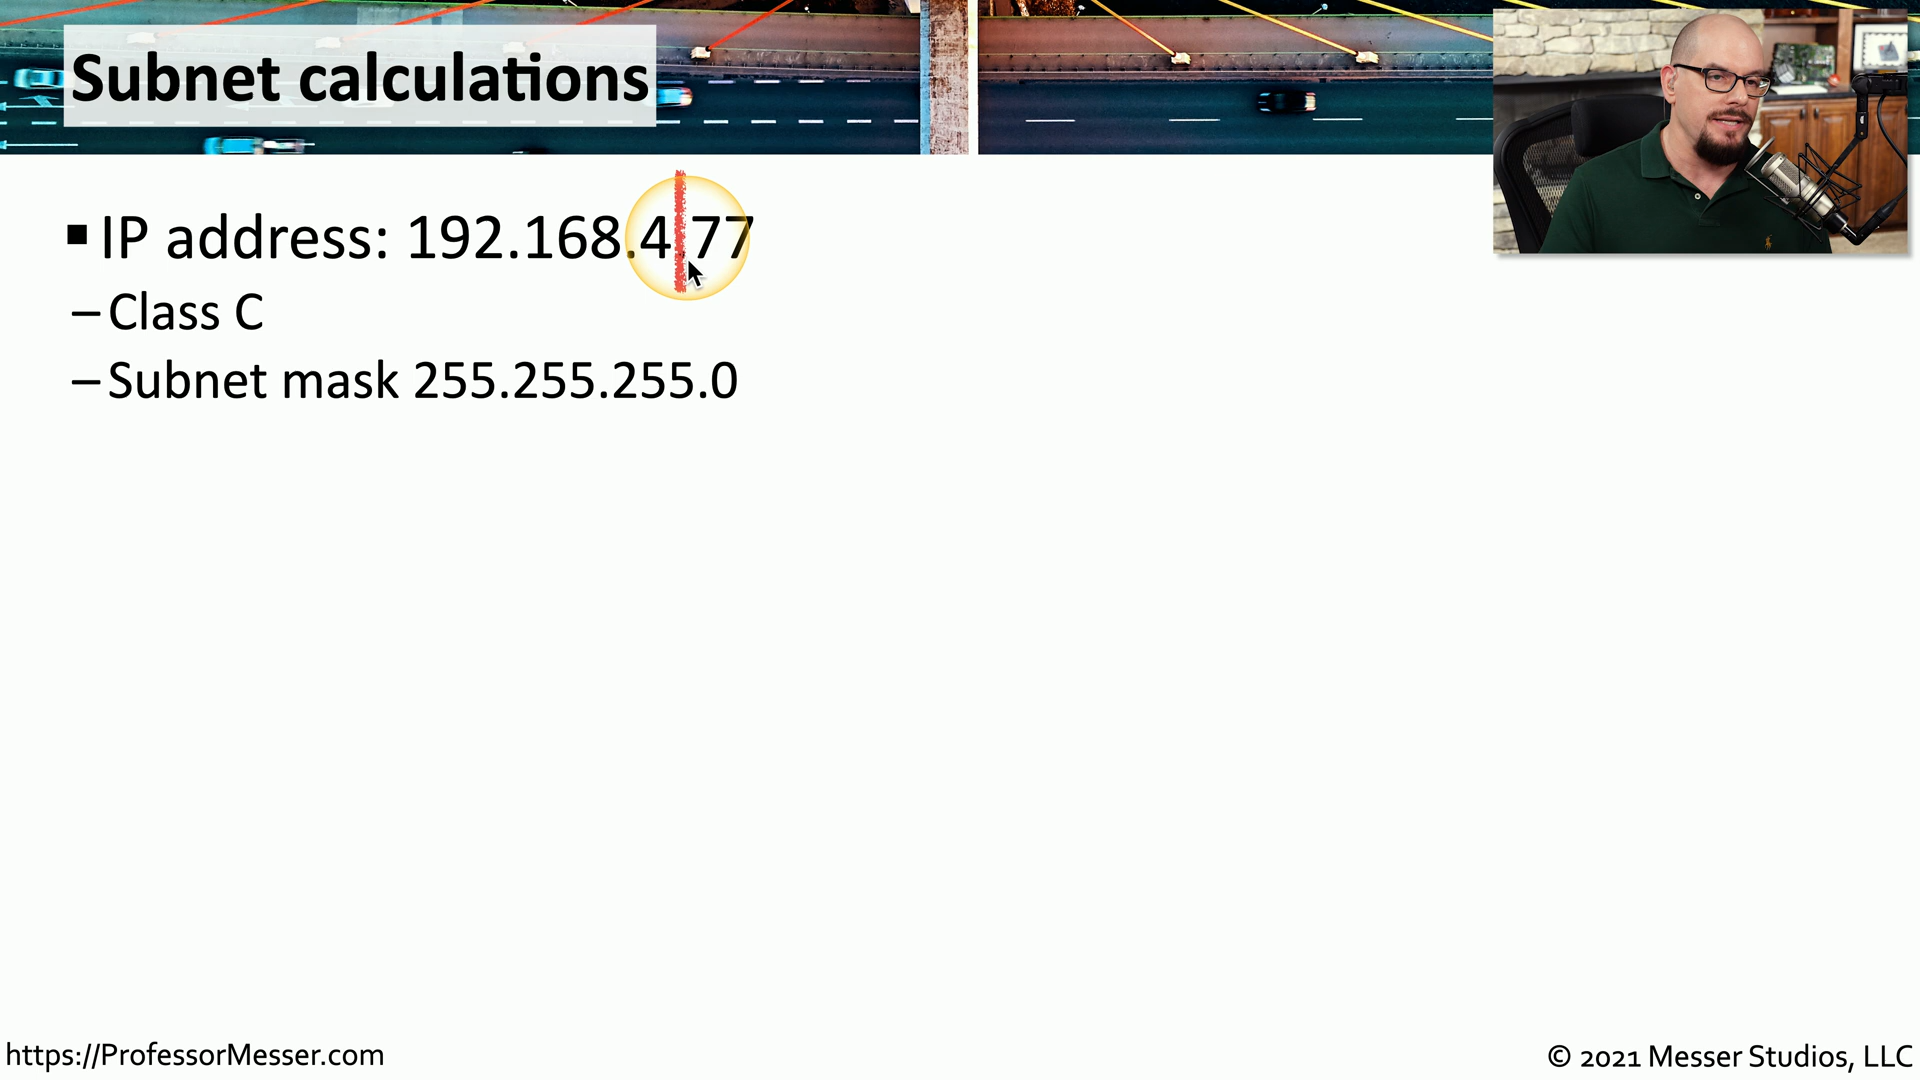 Subnet calculations
▪ IP address: 192.168.4.77
– Class C
– Subnet mask 255.255.255.0
https://ProfessorMesser.com
© 2021 Messer Studios, LLC